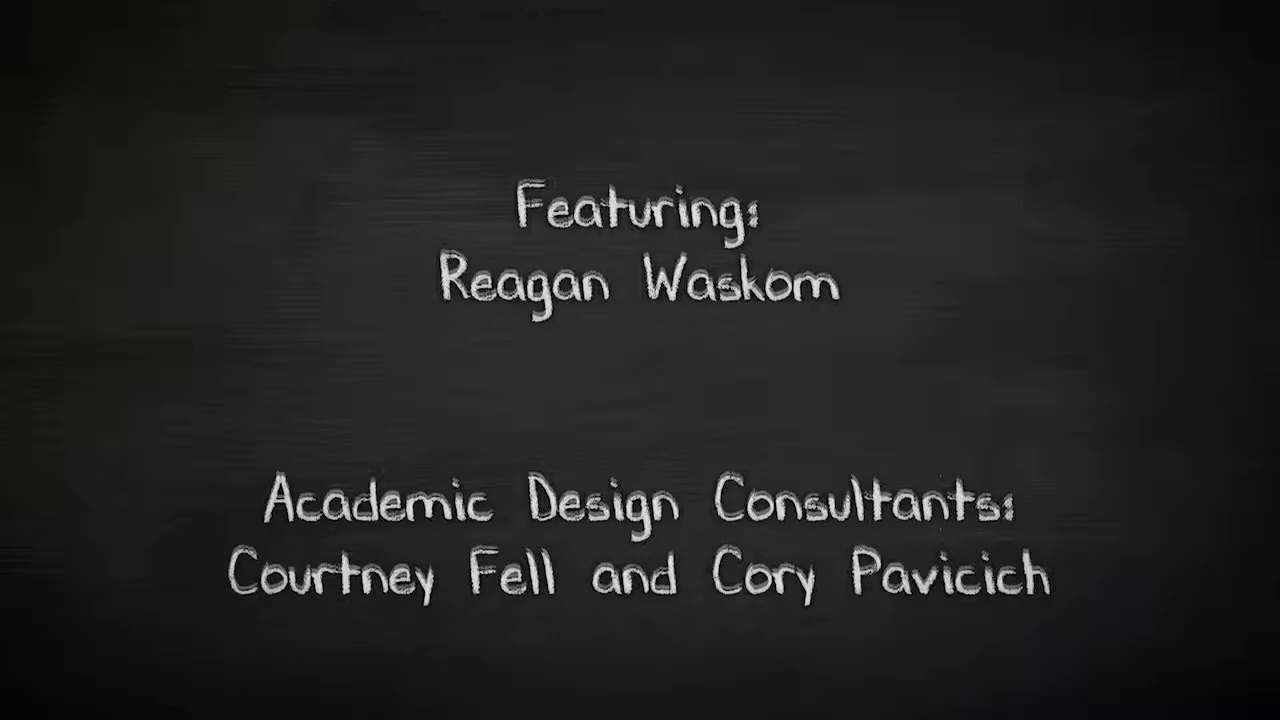 Featuring:
Reagan Waskom
Academic Design Consultants:
Courtney Fell and Cory Pavicich